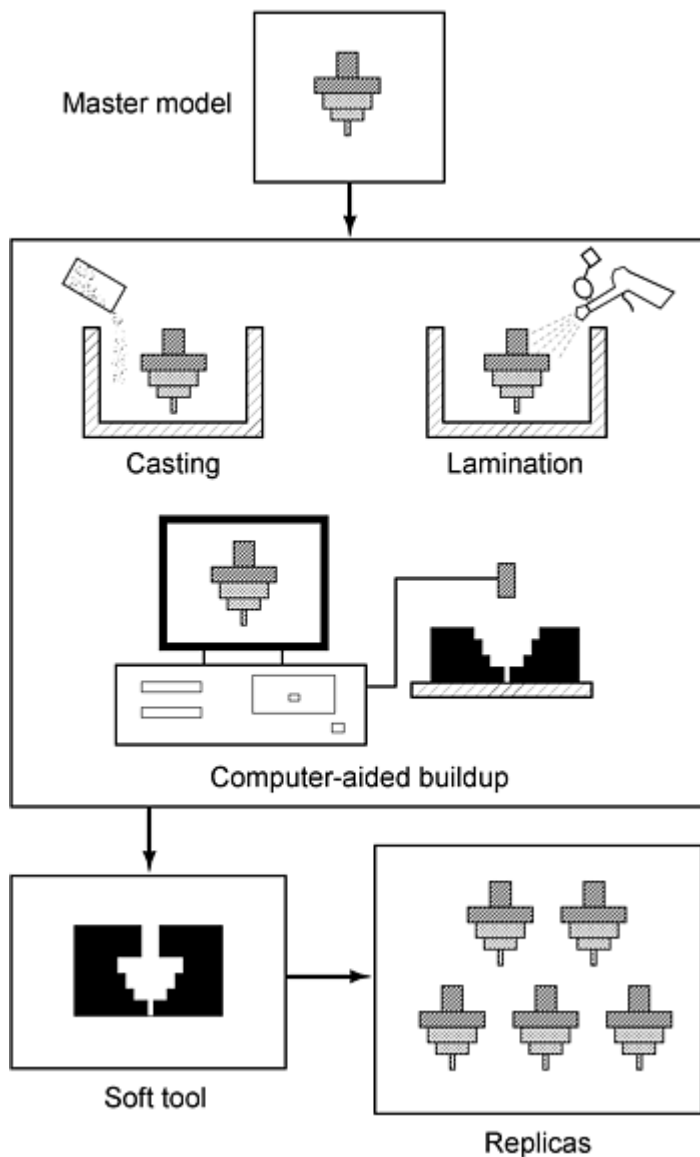 Master model
Casting
Lamination
Computer-aided buildup
Soft tool
Replicas